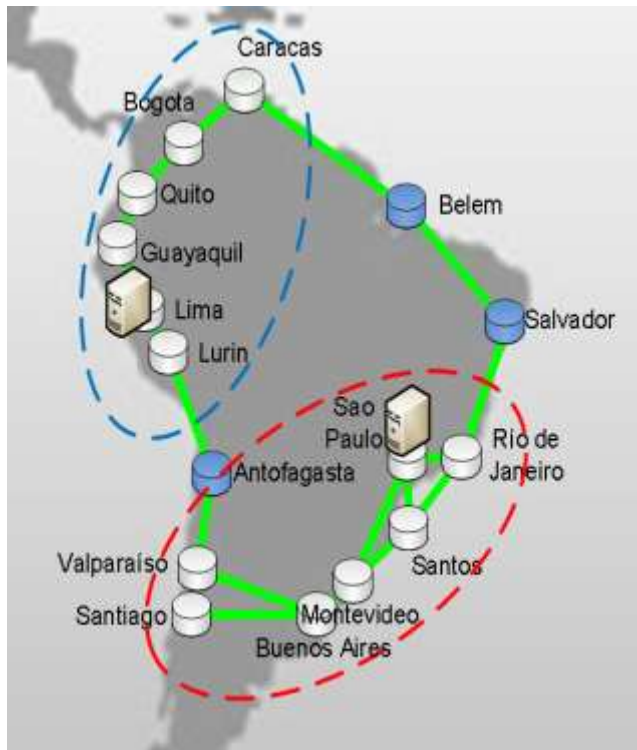 Caracas
Bogota
Quito
Belem
Guayaquil
Lima
Salvador
Lurin
Sao
Paulo
Rio de
Janeiro
Antofagasta
Valparaíso
Santos
Santiago
Montevideo
Buenos Aires